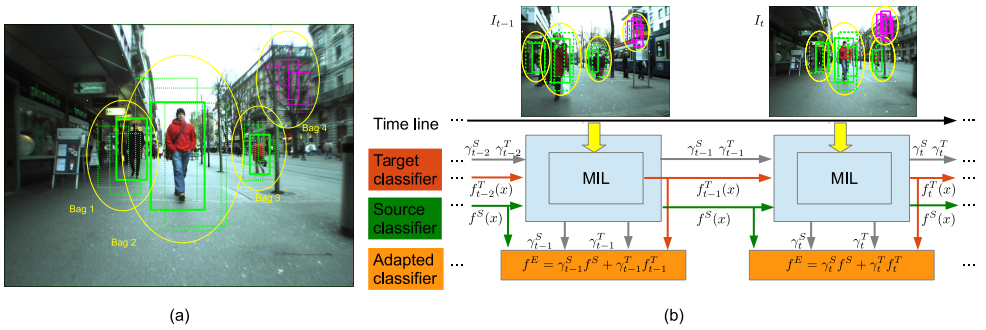 Bag 1
Bag 2
Bag 3
Bag 4
(a)
I_{t-1}
I_t
Time line
Target classifier
Source classifier
Adapted classifier
... γ^S_{t-2} γ^T_{t-2}
γ^S_{t-1} γ^T_{t-1}
γ^S_t γ^T_t ...
MIL
MIL
... f^T_{t-2}(x)
f^T_{t-1}(x)
f^T_t(x) ...
... f^S(x)
f^S(x)
f^S(x) ...
γ^S_{t-1} γ^T_{t-1}
γ^S_t γ^T_t
... f^E = γ^S_{t-1} f^S + γ^T_{t-1} f^T_{t-1}
f^E = γ^S_t f^S + γ^T_t f^T_t ...
(b)